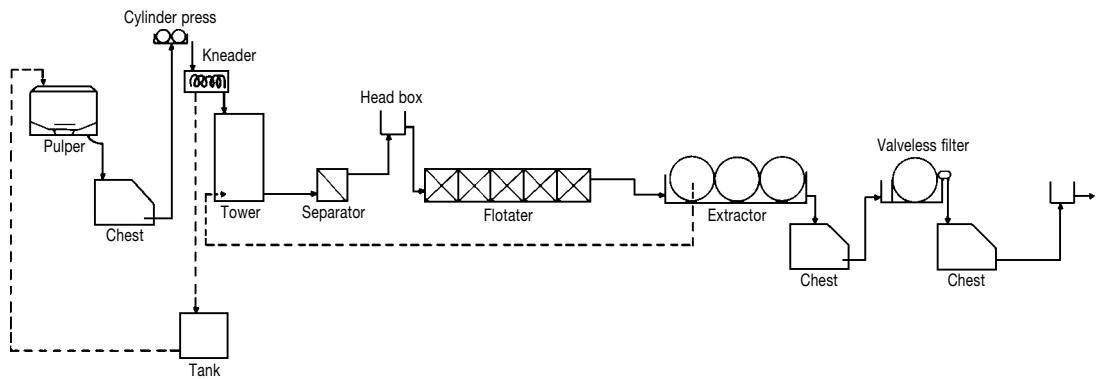 Cylinder press
Kneader
Pulper
Chest
Tower
Separator
Head box
Flotater
Extractor
Valveless filter
Chest
Chest
Tank